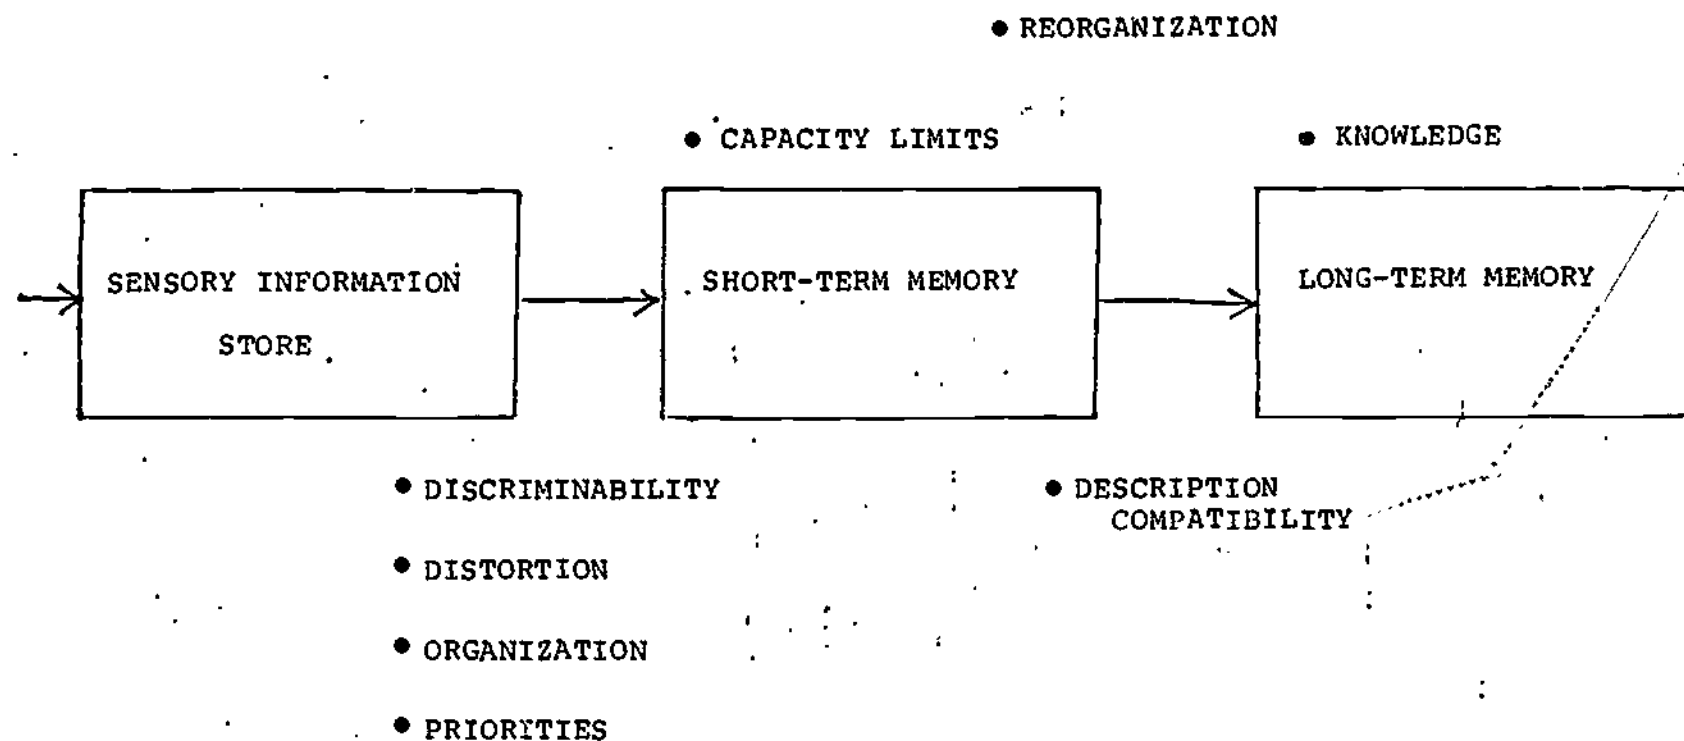 ● REORGANIZATION
● CAPACITY LIMITS
● KNOWLEDGE
SENSORY INFORMATION
STORE
SHORT-TERM MEMORY
LONG-TERM MEMORY
● DISCRIMINABILITY
● DISTORTION
● ORGANIZATION
● PRIORITIES
● DESCRIPTION
COMPATIBILITY